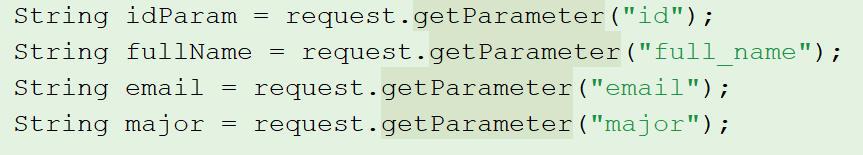 String idParam = request.getParameter("id");
String fullName = request.getParameter("full_name");
String email = request.getParameter("email");
String major = request.getParameter("major");